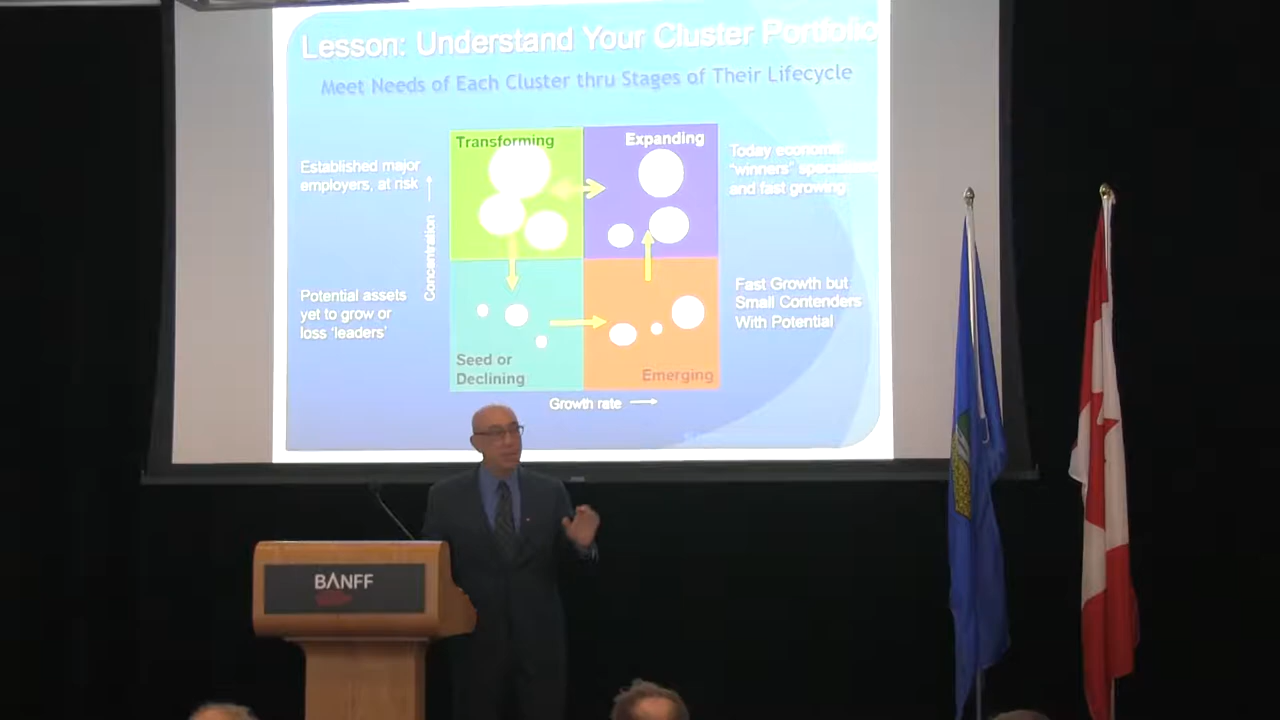 Lesson: Understand Your Cluster Portfolio
Meet Needs of Each Cluster thru Stages of Their Lifecycle
Transforming
Expanding
Established major
employers, at risk
Today economic
"winners"
and fast growing
Concentration
Potential assets
yet to grow or
loss 'leaders'
Fast Growth but
Small Contenders
With Potential
Seed or
Declining
Emerging
Growth rate
BANFF